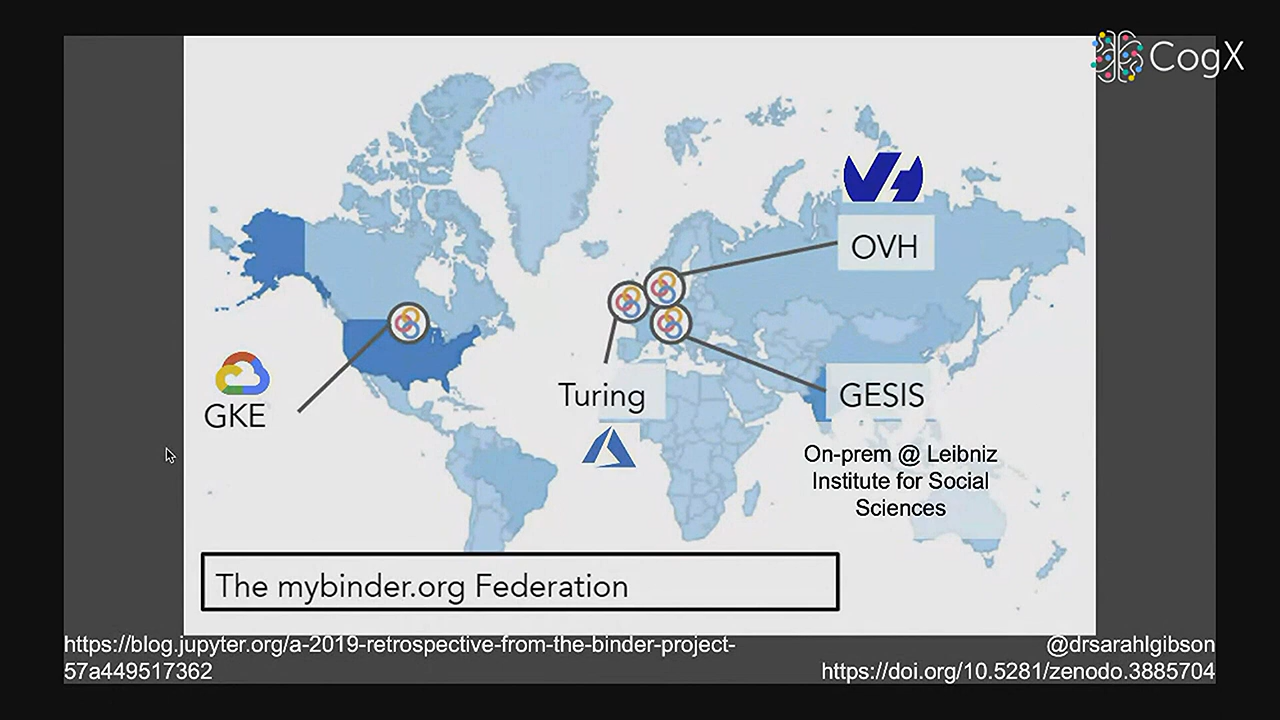 CogX
OVH
GKE
Turing
GESIS
On-prem @ Leibniz
Institute for Social
Sciences
The mybinder.org Federation
https://blog.jupyter.org/a-2019-retrospective-from-the-binder-project-
57a449517362
@drsarahlgibson
https://doi.org/10.5281/zenodo.3885704